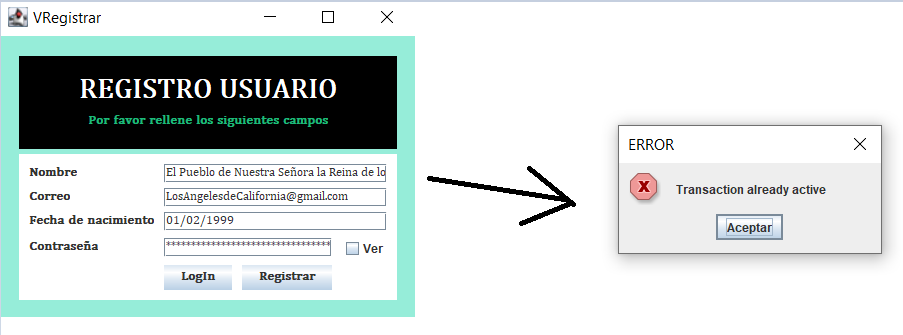 VRegistrar
REGISTRO USUARIO
Por favor rellene los siguientes campos
Nombre El Pueblo de Nuestra Señora la Reina de lo
Correo LosAngelesdeCalifornia@gmail.com
Fecha de nacimiento 01/02/1999
Contraseña ********************************* Ver
LogIn Registrar
ERROR
Transaction already active
Aceptar